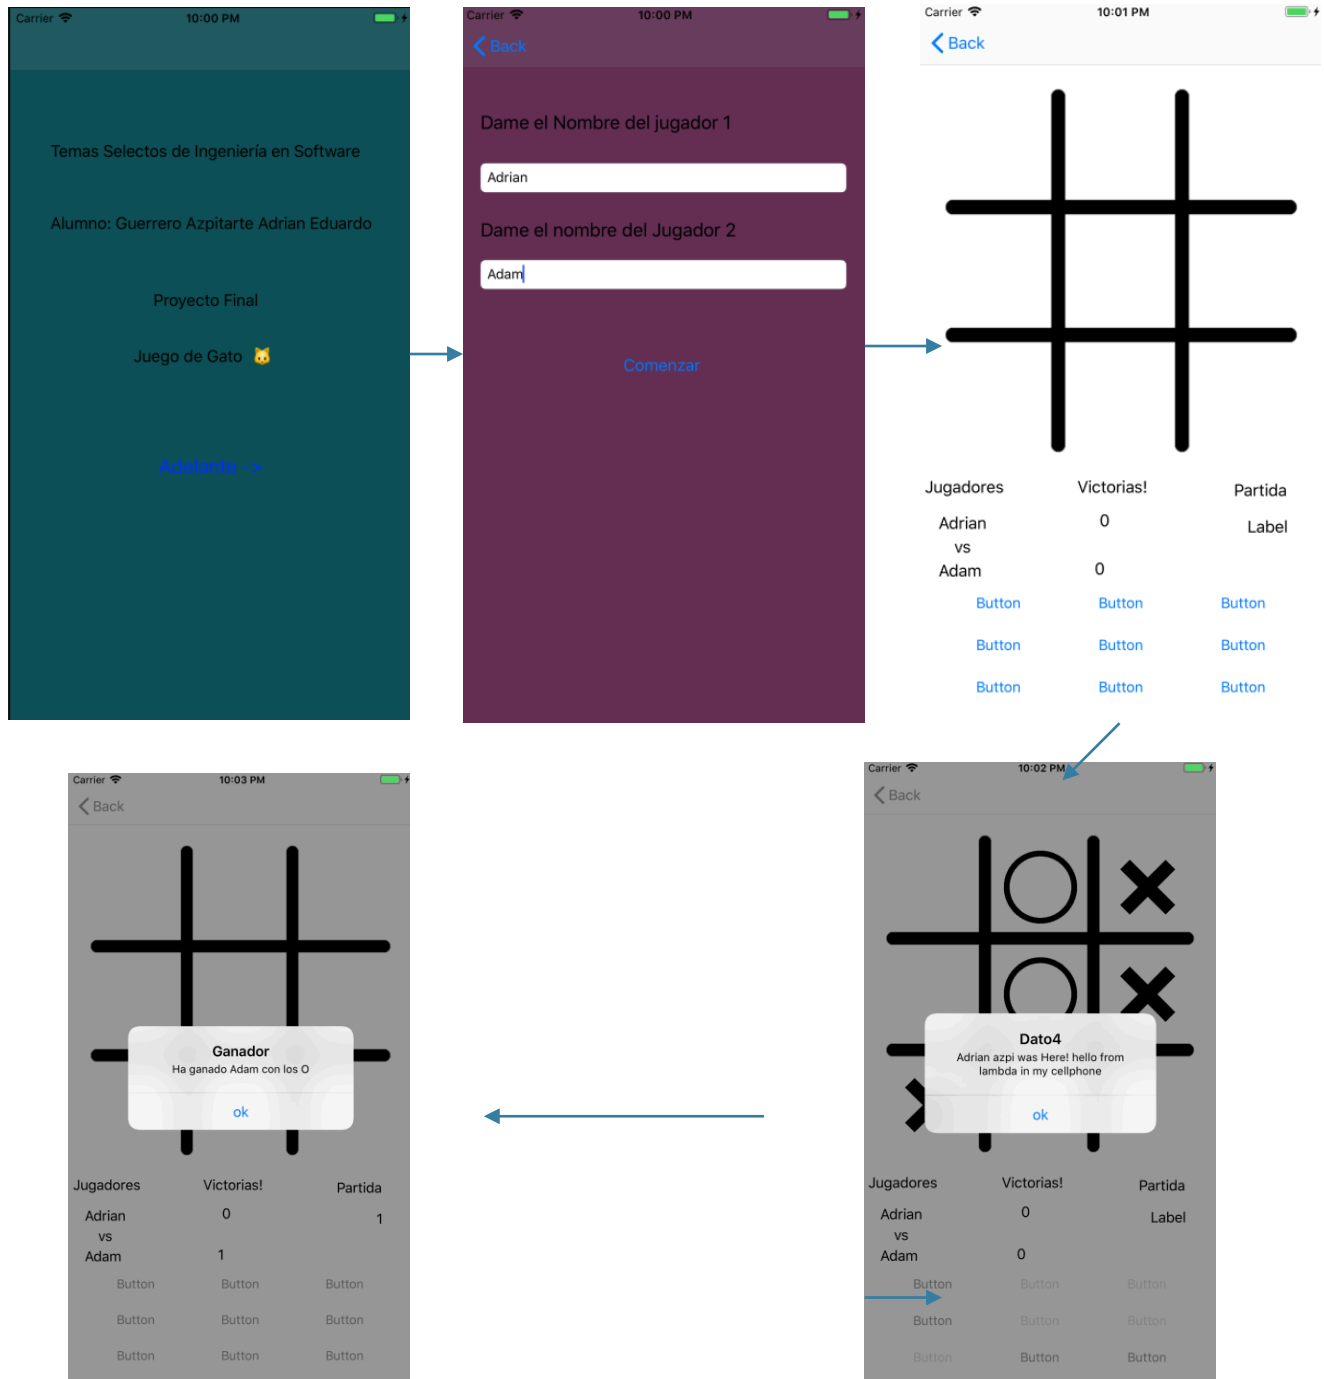 Carrier 10:00 PM
Temas Selectos de Ingeniería en Software
Alumno: Guerrero Azpitarte Adrian Eduardo
Proyecto Final
Juego de Gato 🐱
Adelante ->
Carrier 10:00 PM
Back
Dame el Nombre del jugador 1
Adrian
Dame el nombre del Jugador 2
Adam
Comenzar
Carrier 10:01 PM
Back
Jugadores Victorias! Partida
Adrian 0 Label
vs
Adam 0
Button Button Button
Button Button Button
Button Button Button
Carrier 10:02 PM
Back
Dato4
Adrian azpi was Here! hello from
lambda in my cellphone
ok
Jugadores Victorias! Partida
Adrian 0 Label
vs
Adam 0
Button Button Button
Button Button Button
Button Button Button
Carrier 10:03 PM
Back
Ganador
Ha ganado Adam con los O
ok
Jugadores Victorias! Partida
Adrian 0 1
vs
Adam 1
Button Button Button
Button Button Button
Button Button Button